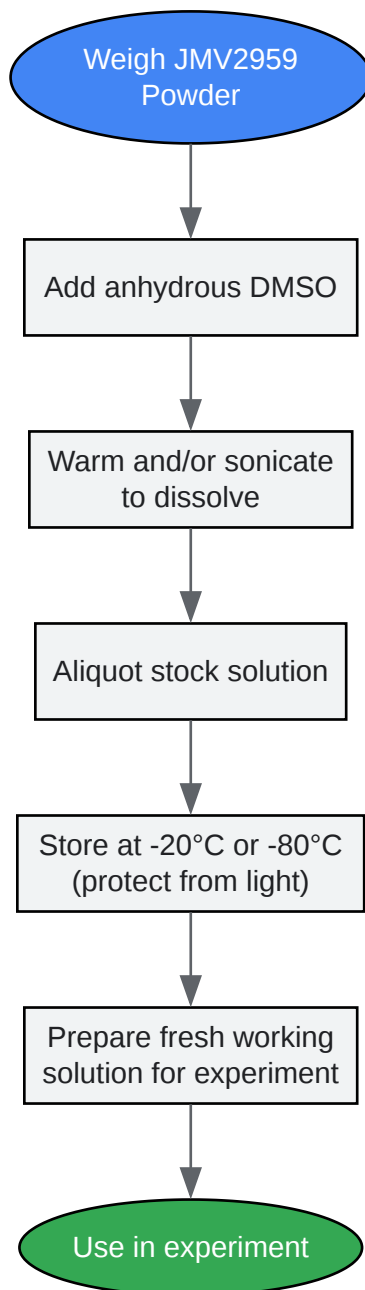 Weigh JMV2959
Powder
Add anhydrous DMSO
Warm and/or sonicate
to dissolve
Aliquot stock solution
Store at -20°C or -80°C
(protect from light)
Prepare fresh working
solution for experiment
Use in experiment